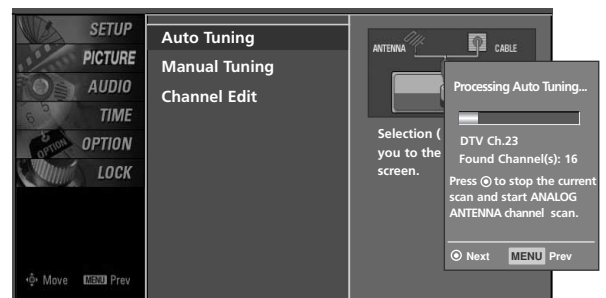 SETUP
PICTURE
AUDIO
TIME
OPTION
LOCK
Move MENU Prev
Auto Tuning
Manual Tuning
Channel Edit
ANTENNA
CABLE
Selection (
you to the
screen.
Processing Auto Tuning...
DTV Ch.23
Found Channel(s): 16
Press ⊙ to stop the current
scan and start ANALOG
ANTENNA channel scan.
⊙ Next MENU Prev